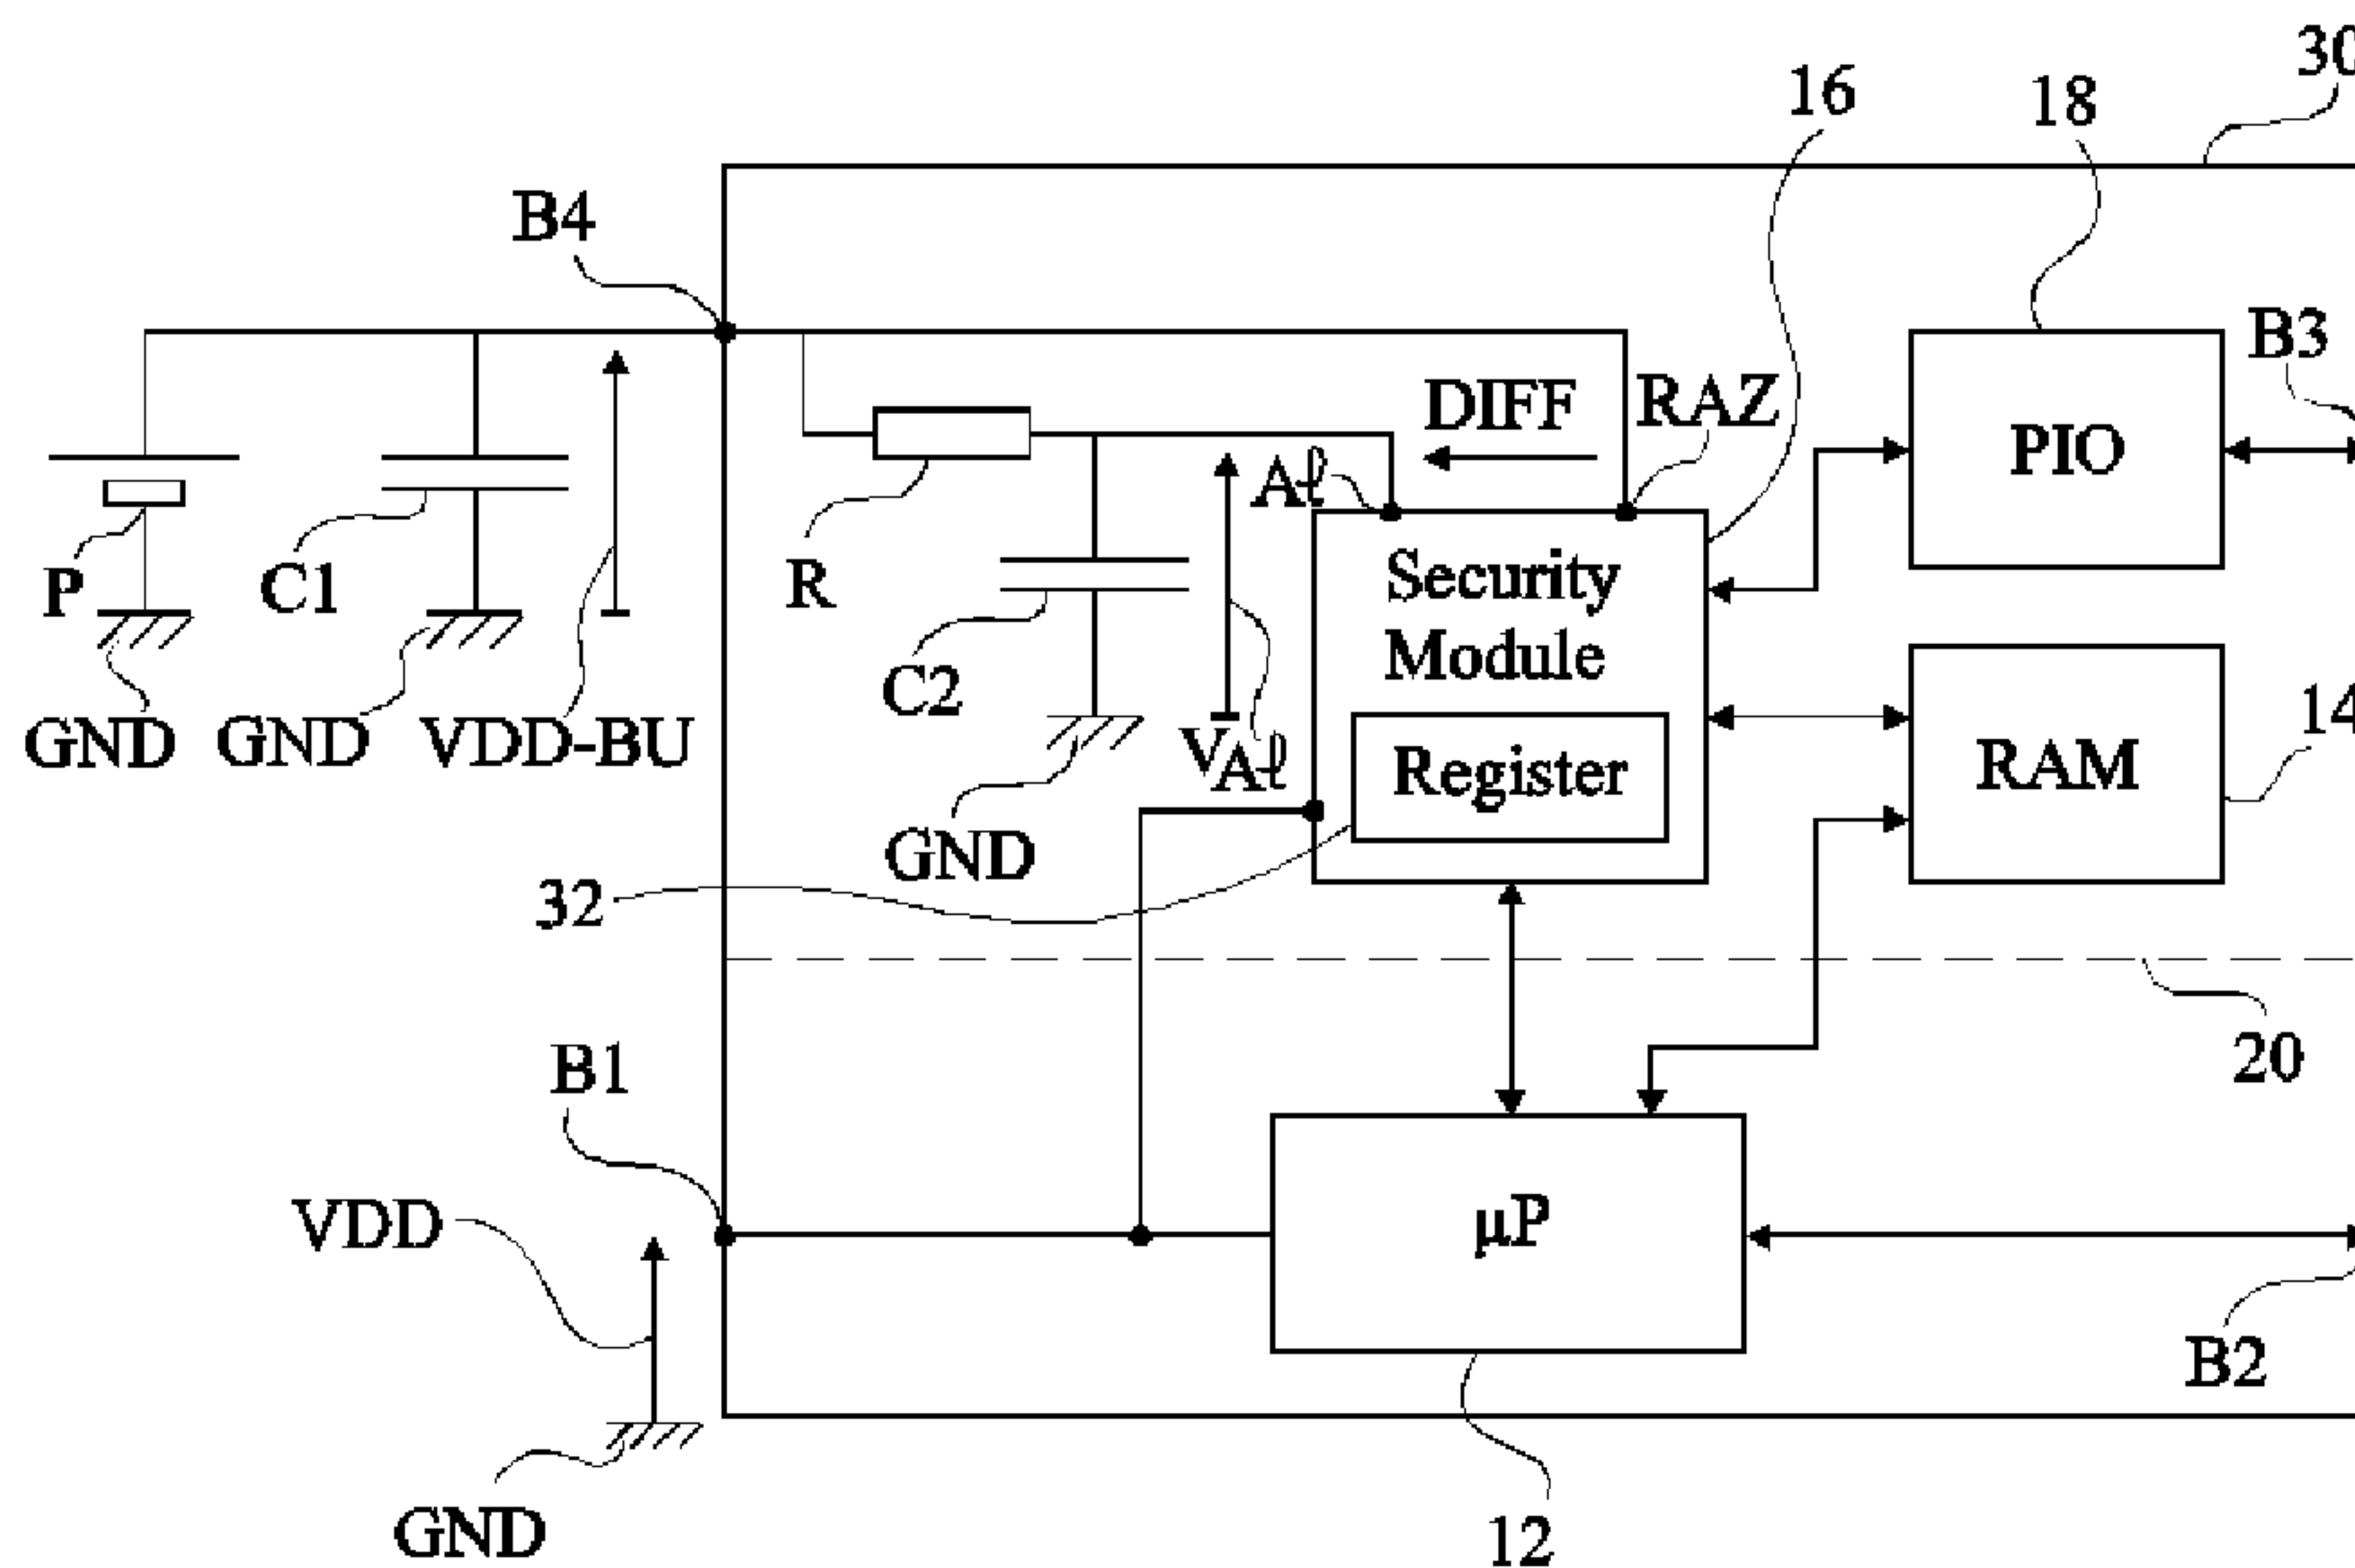 30
16
18
B4
B3
DIFF
RAZ
PIO
Aℓ
P
C1
R
Security
Module
C2
14
GND
GND
VDD-BU
VAℓ
Register
RAM
GND
32
20
B1
VDD
μP
B2
GND
12